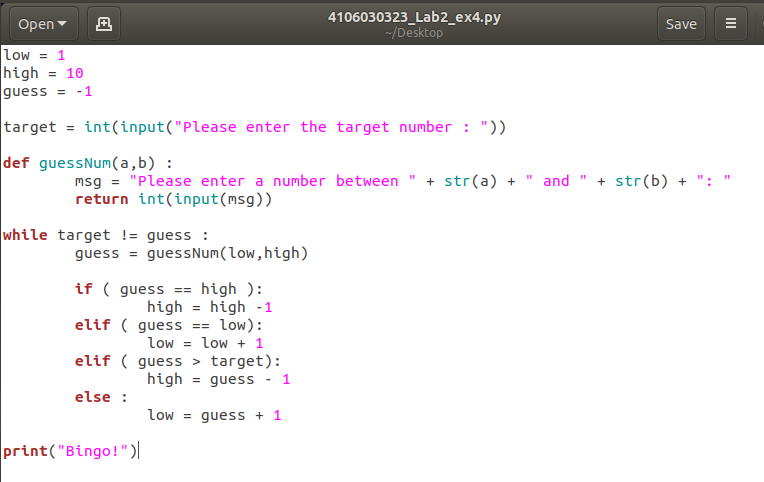 Open
4106030323_Lab2_ex4.py
~/Desktop
Save
low = 1
high = 10
guess = -1
target = int(input("Please enter the target number : "))
def guessNum(a,b) :
msg = "Please enter a number between " + str(a) + " and " + str(b) + ": "
return int(input(msg))
while target != guess :
guess = guessNum(low,high)
if ( guess == high ):
high = high -1
elif ( guess == low):
low = low + 1
elif ( guess > target):
high = guess - 1
else :
low = guess + 1
print("Bingo!")